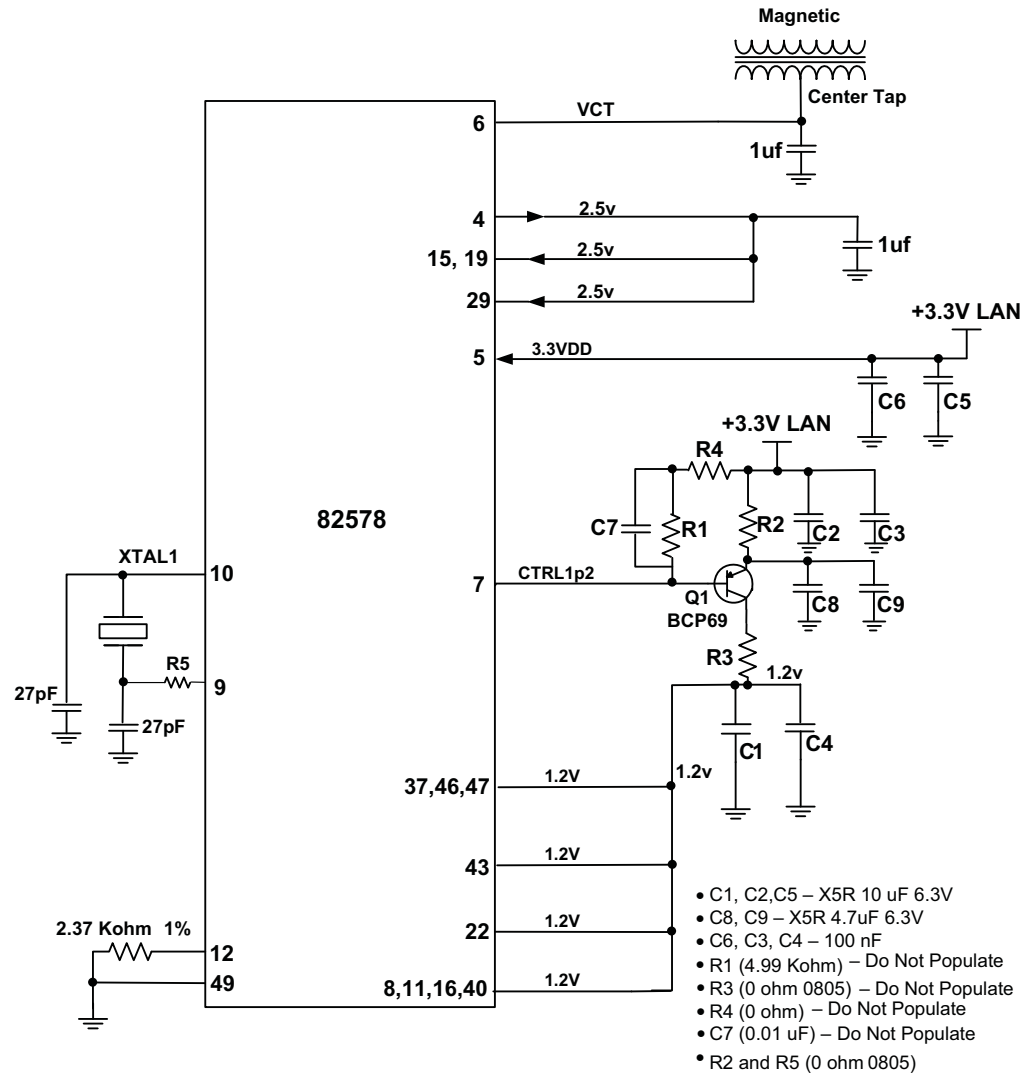 Magnetic
Center Tap
6
VCT
1uf
4
2.5v
1uf
15, 19
2.5v
29
2.5v
+3.3V LAN
5
3.3VDD
C6
C5
+3.3V LAN
R4
82578
C7
R1
R2
C2
C3
XTAL1
10
7
CTRL1p2
Q1
BCP69
C8
C9
R3
R5
9
1.2v
27pF
27pF
C1
C4
1.2v
37,46,47
1.2V
43
1.2V
2.37 Kohm 1%
12
22
1.2V
49
8,11,16,40
1.2V
• C1, C2,C5 – X5R 10 uF 6.3V
• C8, C9 – X5R 4.7uF 6.3V
• C6, C3, C4 – 100 nF
• R1 (4.99 Kohm) – Do Not Populate
• R3 (0 ohm 0805) – Do Not Populate
• R4 (0 ohm) – Do Not Populate
• C7 (0.01 uF) – Do Not Populate
• R2 and R5 (0 ohm 0805)